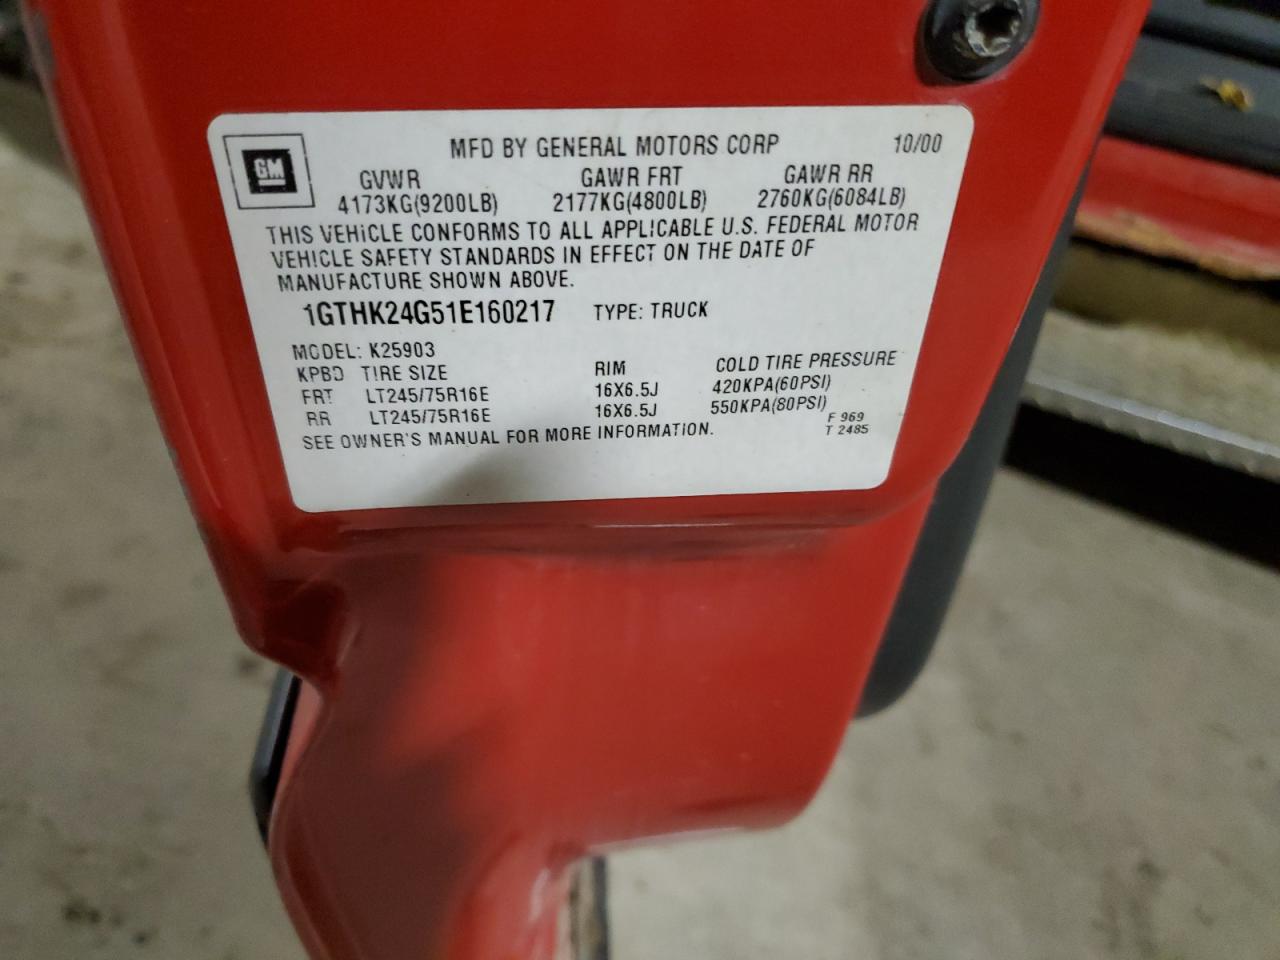 GM
MFD BY GENERAL MOTORS CORP 10/00
GVWR GAWR FRT GAWR RR
4173KG(9200LB) 2177KG(4800LB) 2760KG(6084LB)
THIS VEHICLE CONFORMS TO ALL APPLICABLE U.S. FEDERAL MOTOR
VEHICLE SAFETY STANDARDS IN EFFECT ON THE DATE OF
MANUFACTURE SHOWN ABOVE.
1GTHK24G51E160217 TYPE: TRUCK
MODEL: K25903
KPBD TIRE SIZE RIM COLD TIRE PRESSURE
FRT LT245/75R16E 16X6.5J 420KPA(60PSI)
RR LT245/75R16E 16X6.5J 550KPA(80PSI)
SEE OWNER'S MANUAL FOR MORE INFORMATION.
F 969
T 2485